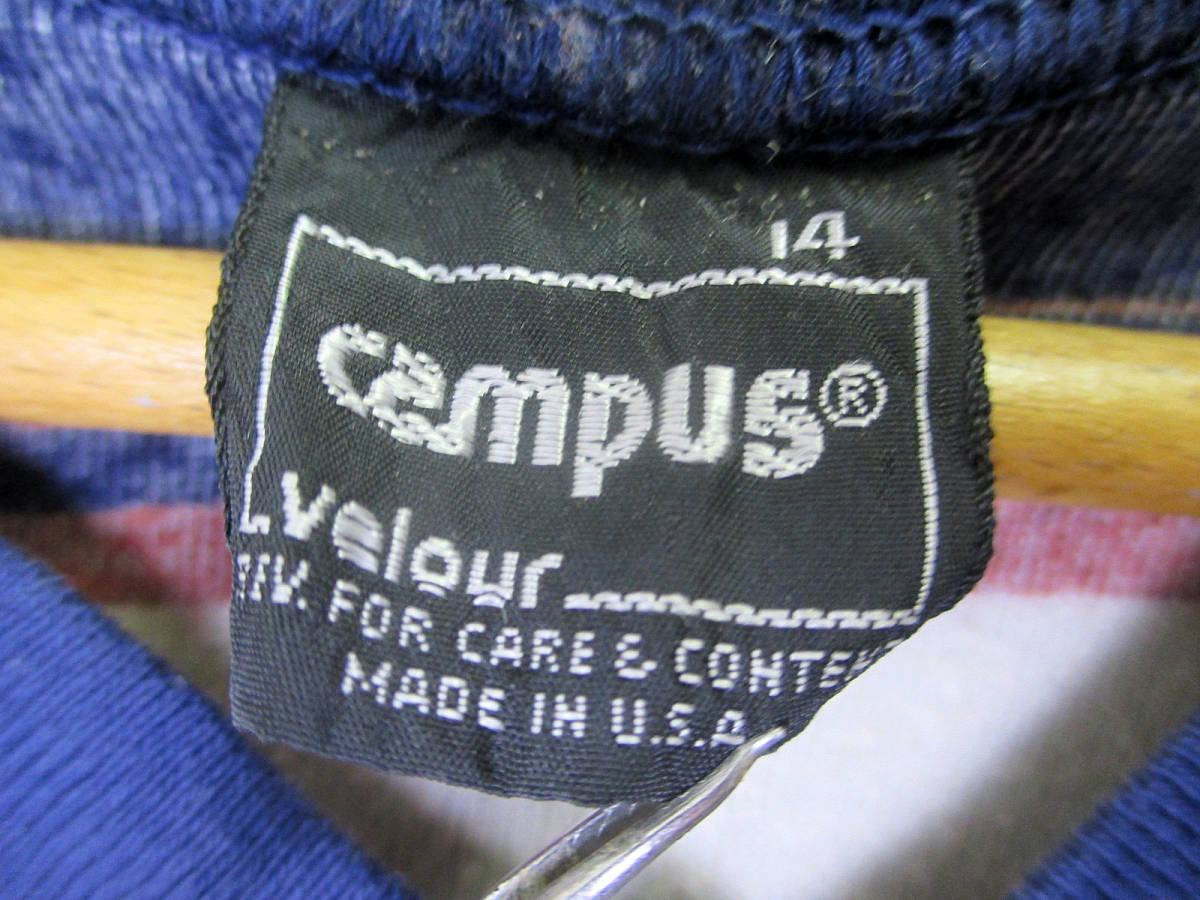 14
campus®
velour
REV. FOR CARE & CONTENT
MADE IN U.S.A